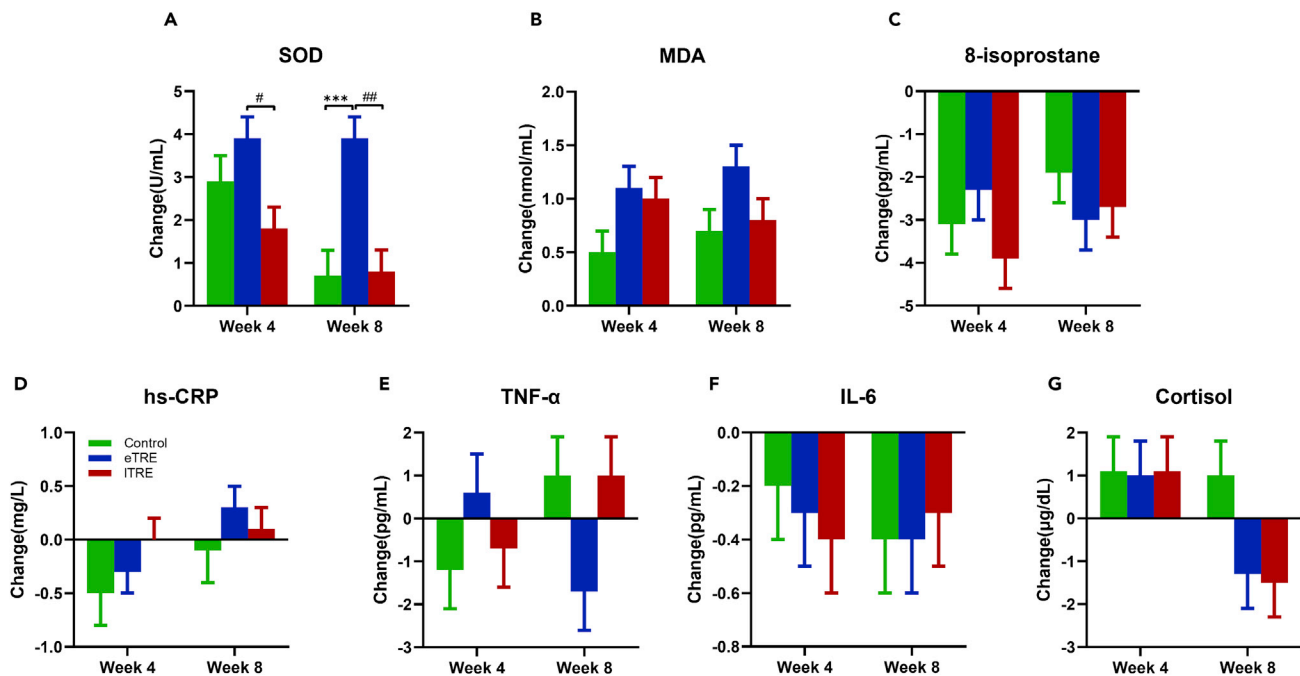 A
SOD
Change(U/mL)
5
4
3
2
1
0
#
***
##
Week 4
Week 8
B
MDA
Change(nmol/mL)
2.0
1.5
1.0
0.5
0.0
Week 4
Week 8
C
8-isoprostane
Change(pg/mL)
0
-1
-2
-3
-4
-5
Week 4
Week 8
D
hs-CRP
Change(mg/L)
1.0
0.5
0.0
-0.5
-1.0
Control
eTRE
lTRE
Week 4
Week 8
E
TNF-α
Change(pg/mL)
2
1
0
-1
-2
-3
Week 4
Week 8
F
IL-6
Change(pg/mL)
0.0
-0.2
-0.4
-0.6
-0.8
Week 4
Week 8
G
Cortisol
Change(μg/dL)
2
1
0
-1
-2
-3
Week 4
Week 8